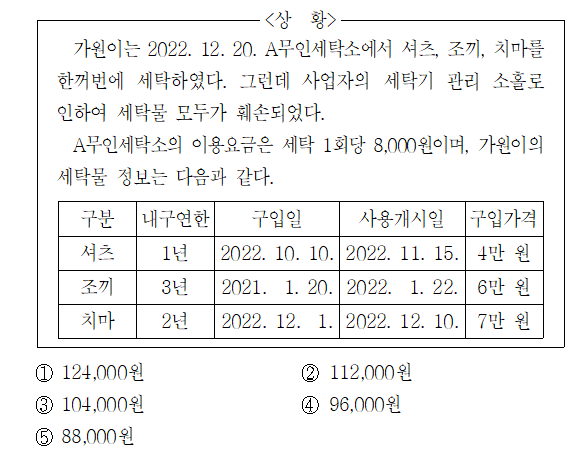 <상 황>
가원이는 2022. 12. 20. A무인세탁소에서 셔츠, 조끼, 치마를
한꺼번에 세탁하였다. 그런데 사업자의 세탁기 관리 소홀로
인하여 세탁물 모두가 훼손되었다.
A무인세탁소의 이용요금은 세탁 1회당 8,000원이며, 가원이의
세탁물 정보는 다음과 같다.
구분 내구연한 구입일 사용개시일 구입가격
셔츠 1년 2022. 10. 10. 2022. 11. 15. 4만 원
조끼 3년 2021. 1. 20. 2022. 1. 22. 6만 원
치마 2년 2022. 12. 1. 2022. 12. 10. 7만 원
① 124,000원 ② 112,000원
③ 104,000원 ④ 96,000원
⑤ 88,000원